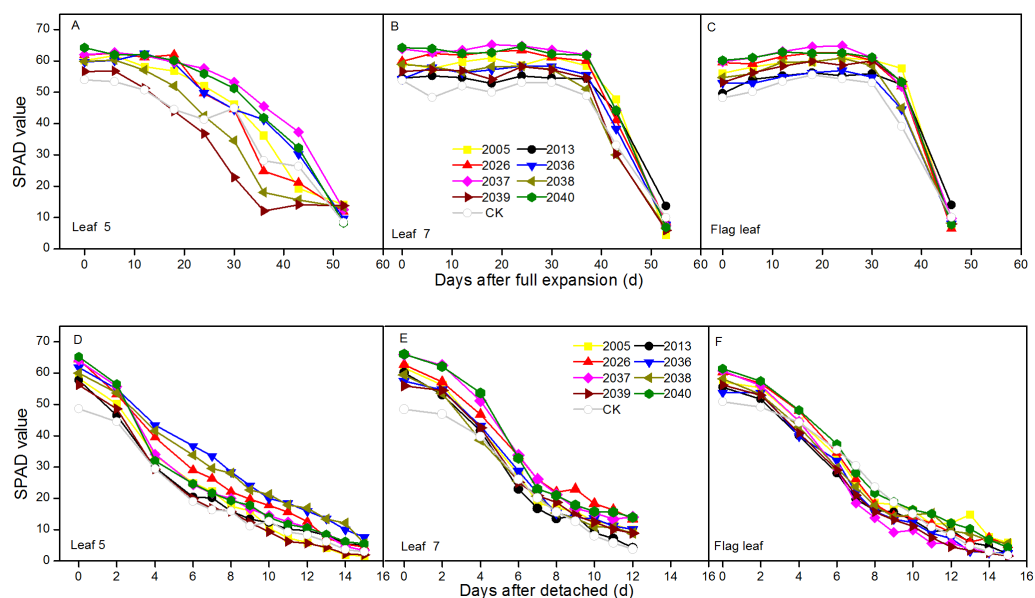 A
B
C
SPAD value
70
60
50
40
30
20
10
0
2005
2013
2026
2036
2037
2038
2039
2040
CK
Leaf 5
Leaf 7
Flag leaf
0 10 20 30 40 50 60
0 10 20 30 40 50 60
0 10 20 30 40 50 60
Days after full expansion (d)
D
E
F
SPAD value
70
60
50
40
30
20
10
0
2005
2013
2026
2036
2037
2038
2039
2040
CK
Leaf 5
Leaf 7
Flag leaf
0 2 4 6 8 10 12 14 16
0 2 4 6 8 10 12 14 16
0 2 4 6 8 10 12 14 16
Days after detached (d)